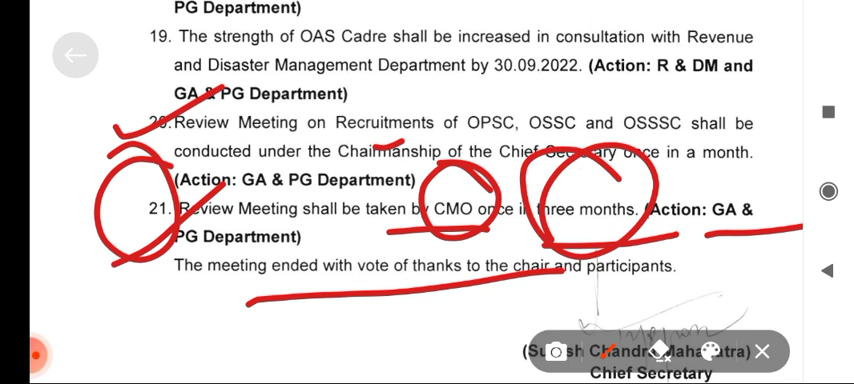 PG Department)
19. The strength of OAS Cadre shall be increased in consultation with Revenue
and Disaster Management Department by 30.09.2022. (Action: R & DM and
GA & PG Department)
20. Review Meeting on Recruitments of OPSC, OSSC and OSSSC shall be
conducted under the Chairmanship of the Chief Secretary once in a month.
(Action: GA & PG Department)
21. Review Meeting shall be taken by CMO once in three months. (Action: GA &
PG Department)
The meeting ended with vote of thanks to the chair and participants.
Chandra
Chief Secretary